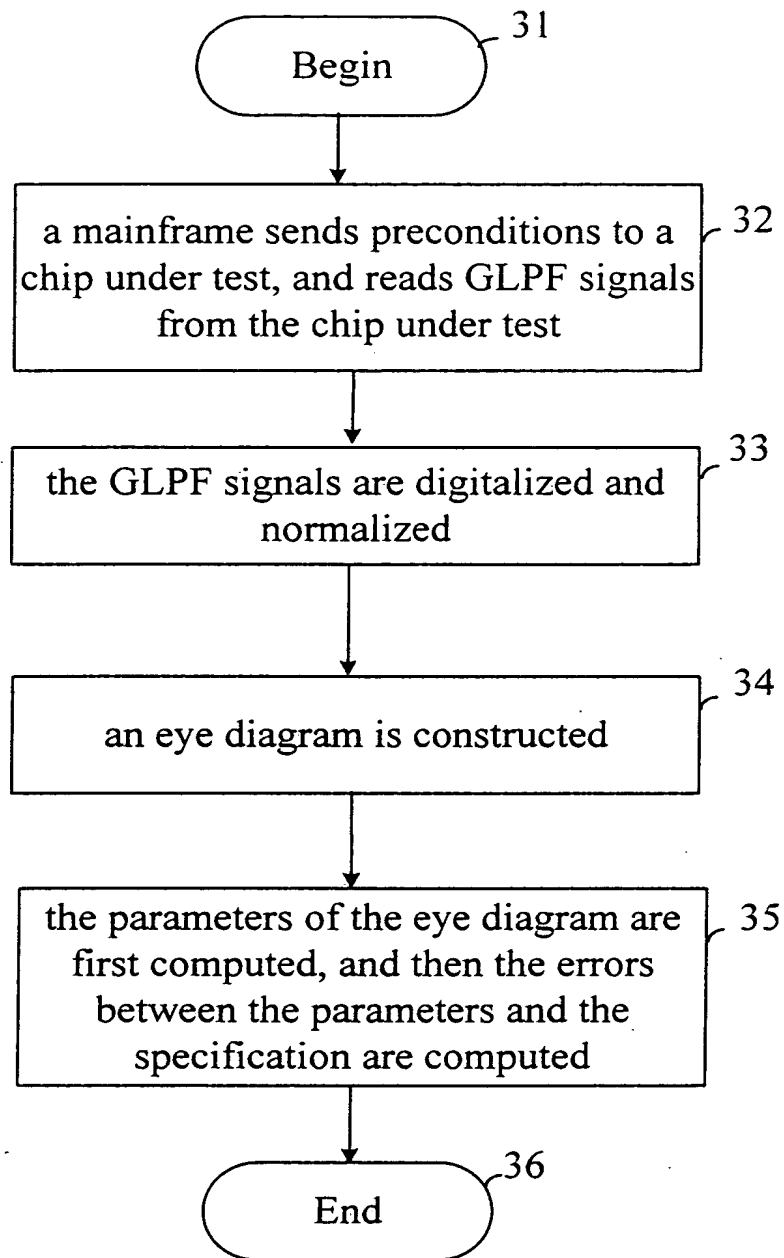 31
Begin
32
a mainframe sends preconditions to a
chip under test, and reads GLPF signals
from the chip under test
33
the GLPF signals are digitalized and
normalized
34
an eye diagram is constructed
35
the parameters of the eye diagram are
first computed, and then the errors
between the parameters and the
specification are computed
36
End